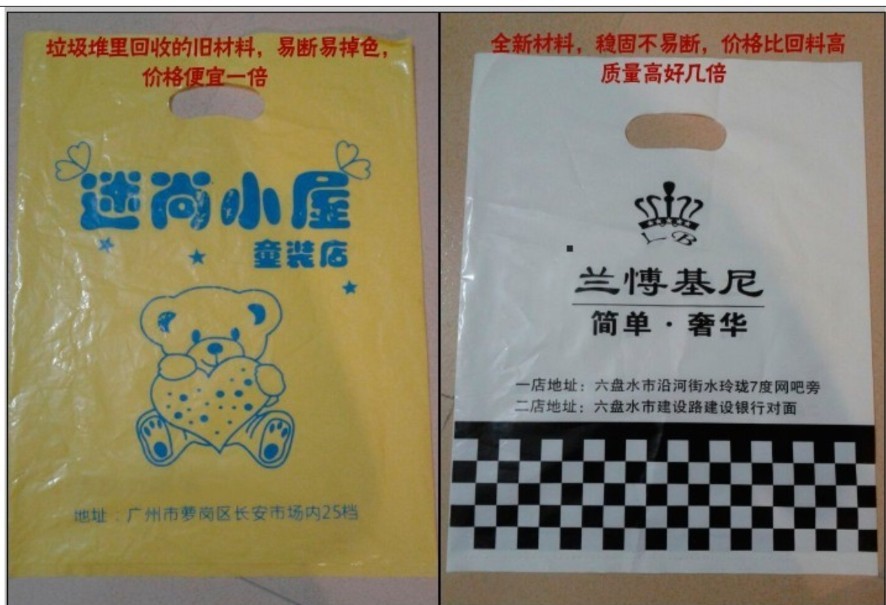 垃圾堆里回收的旧材料，易断易掉色，
价格便宜一倍
迷尚小屋
童装店
地址：广州市萝岗区长安市场内25档
全新材料，稳固不易断，价格比回料高
质量高好几倍
LB
兰愽基尼
简单·奢华
一店地址：六盘水市沿河街水玲珑7度网吧旁
二店地址：六盘水市建设路建设银行对面